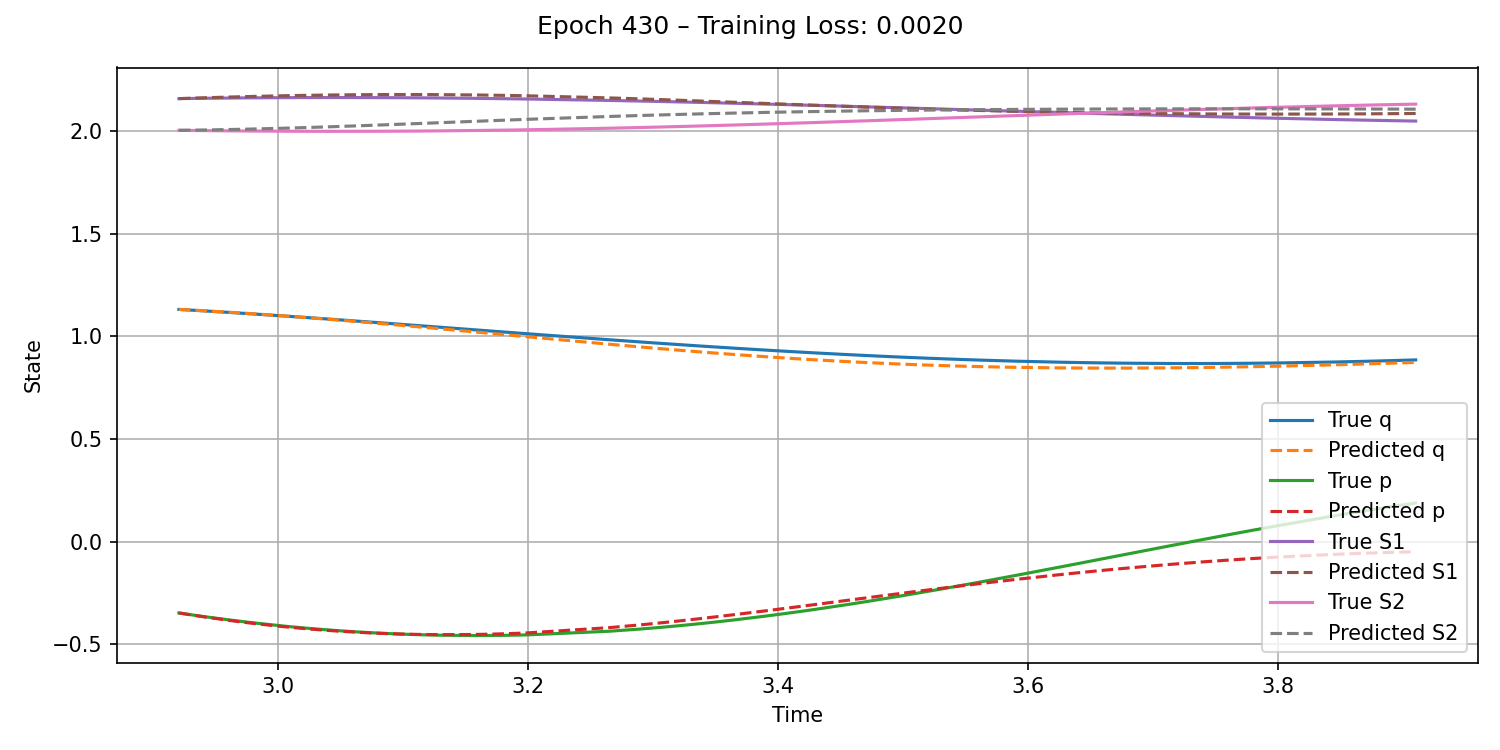 Epoch 430 – Training Loss: 0.0020
State
2.0
1.5
1.0
0.5
0.0
−0.5
True q
Predicted q
True p
Predicted p
True S1
Predicted S1
True S2
Predicted S2
3.0 3.2 3.4 3.6 3.8
Time